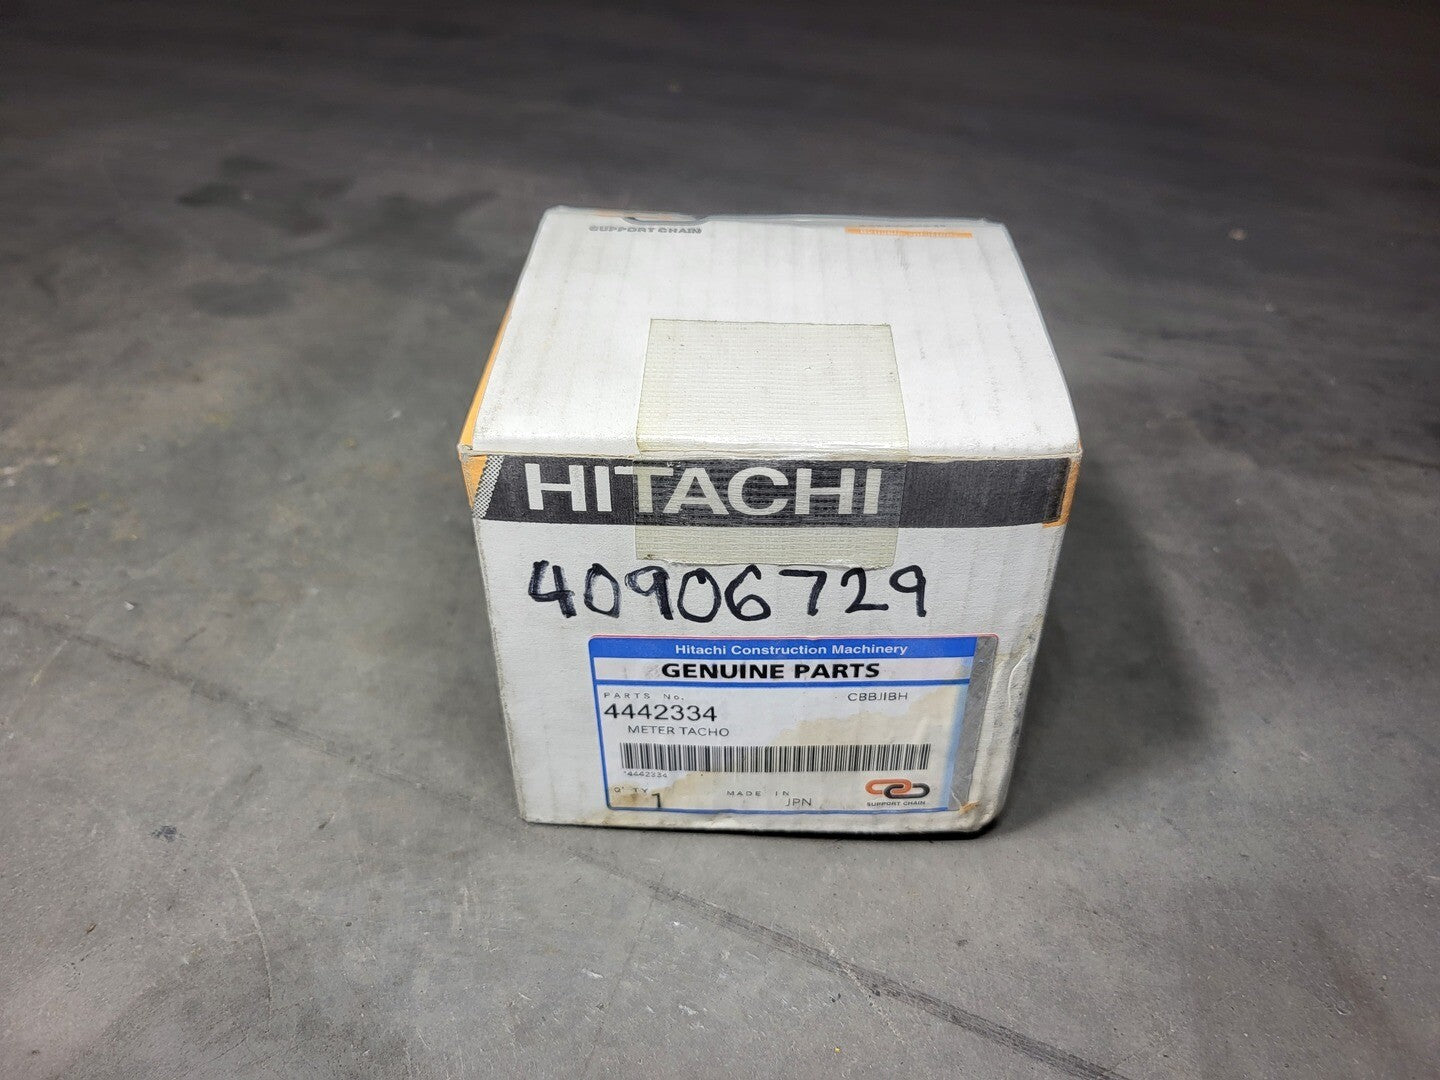 SUPPORT CHAIN
HITACHI
40906729
Hitachi Construction Machinery
GENUINE PARTS
PARTS No.
CBBJIBH
4442334
METER TACHO
*4442334
Q'TY
1
MADE IN
JPN
SUPPORT CHAIN